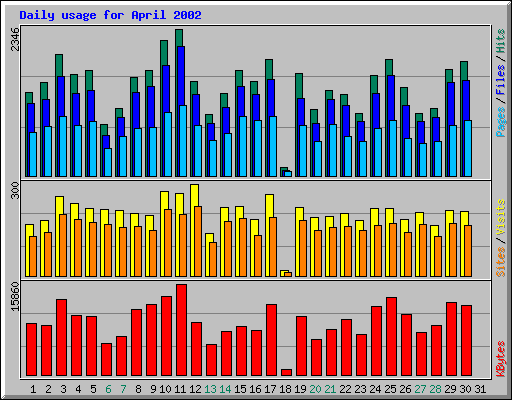 Daily usage for April 2002
2346
Pages / Files / Hits
300
Sites / Visits
15860
KBytes
1 2 3 4 5 6 7 8 9 10 11 12 13 14 15 16 17 18 19 20 21 22 23 24 25 26 27 28 29 30 31